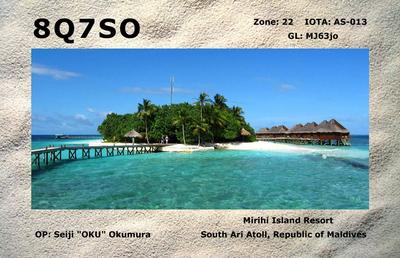 8Q7SO
Zone: 22 IOTA: AS-013
GL: MJ63jo
Mirihi Island Resort
OP: Seiji "OKU" Okumura South Ari Atoll, Republic of Maldives